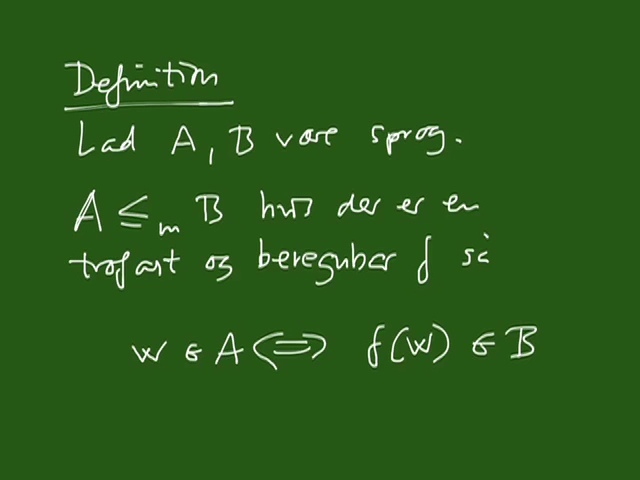 Definition
Lad A, B være sprog.
A ≤m B hvis der er en
trofast og beregnbar f så
w ∈ A ⟺ f(w) ∈ B